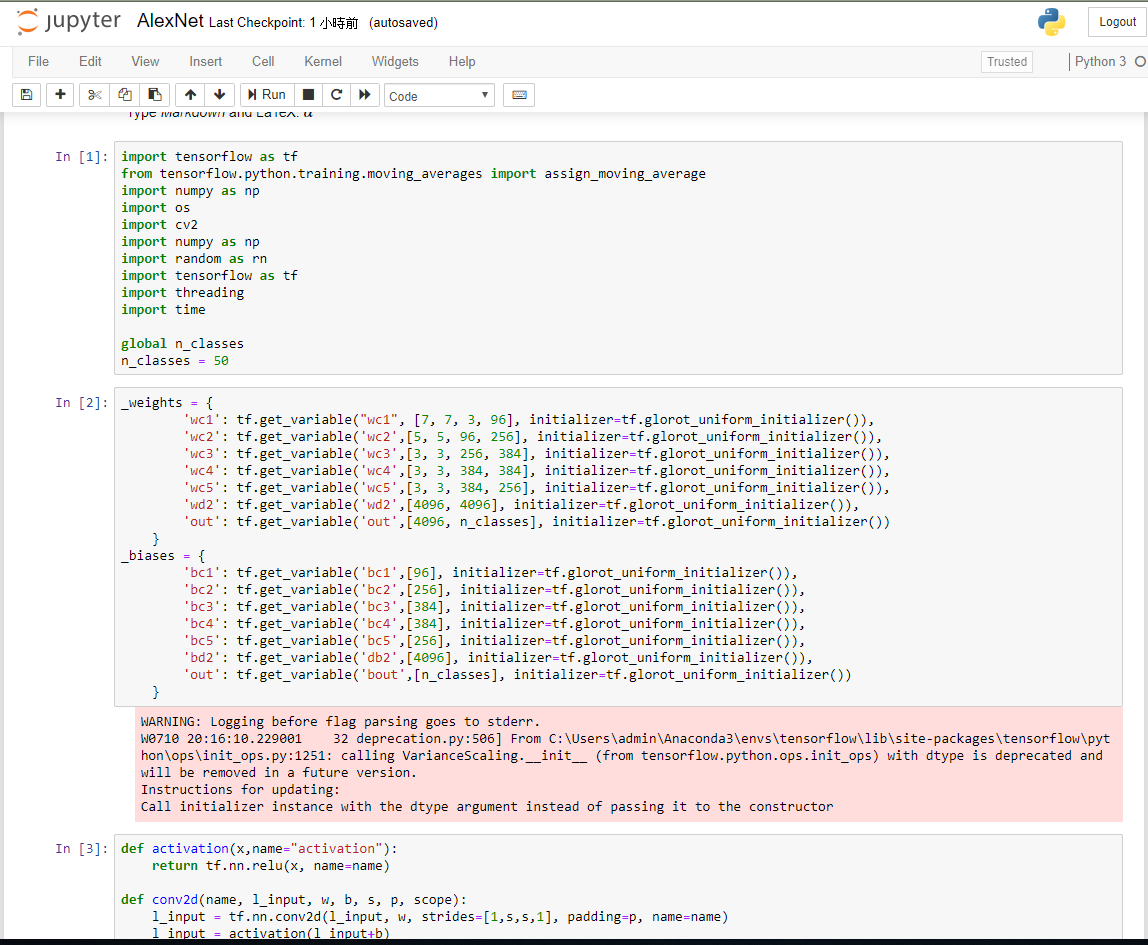 jupyter AlexNet Last Checkpoint: 1 小時前 (autosaved) Logout
File Edit View Insert Cell Kernel Widgets Help Trusted Python 3
Run Code
Type Markdown and LaTeX: α
In [1]: import tensorflow as tf
from tensorflow.python.training.moving_averages import assign_moving_average
import numpy as np
import os
import cv2
import numpy as np
import random as rn
import tensorflow as tf
import threading
import time
global n_classes
n_classes = 50
In [2]: _weights = {
'wc1': tf.get_variable("wc1", [7, 7, 3, 96], initializer=tf.glorot_uniform_initializer()),
'wc2': tf.get_variable('wc2',[5, 5, 96, 256], initializer=tf.glorot_uniform_initializer()),
'wc3': tf.get_variable('wc3',[3, 3, 256, 384], initializer=tf.glorot_uniform_initializer()),
'wc4': tf.get_variable('wc4',[3, 3, 384, 384], initializer=tf.glorot_uniform_initializer()),
'wc5': tf.get_variable('wc5',[3, 3, 384, 256], initializer=tf.glorot_uniform_initializer()),
'wd2': tf.get_variable('wd2',[4096, 4096], initializer=tf.glorot_uniform_initializer()),
'out': tf.get_variable('out',[4096, n_classes], initializer=tf.glorot_uniform_initializer())
}
_biases = {
'bc1': tf.get_variable('bc1',[96], initializer=tf.glorot_uniform_initializer()),
'bc2': tf.get_variable('bc2',[256], initializer=tf.glorot_uniform_initializer()),
'bc3': tf.get_variable('bc3',[384], initializer=tf.glorot_uniform_initializer()),
'bc4': tf.get_variable('bc4',[384], initializer=tf.glorot_uniform_initializer()),
'bc5': tf.get_variable('bc5',[256], initializer=tf.glorot_uniform_initializer()),
'bd2': tf.get_variable('db2',[4096], initializer=tf.glorot_uniform_initializer()),
'out': tf.get_variable('bout',[n_classes], initializer=tf.glorot_uniform_initializer())
}
WARNING: Logging before flag parsing goes to stderr.
W0710 20:16:10.229001 32 deprecation.py:506] From C:\Users\admin\Anaconda3\envs\tensorflow\lib\site-packages\tensorflow\pyt
hon\ops\init_ops.py:1251: calling VarianceScaling.__init__ (from tensorflow.python.ops.init_ops) with dtype is deprecated and
will be removed in a future version.
Instructions for updating:
Call initializer instance with the dtype argument instead of passing it to the constructor
In [3]: def activation(x,name="activation"):
return tf.nn.relu(x, name=name)
def conv2d(name, l_input, w, b, s, p, scope):
l_input = tf.nn.conv2d(l_input, w, strides=[1,s,s,1], padding=p, name=name)
l_input = activation(l_input+b)